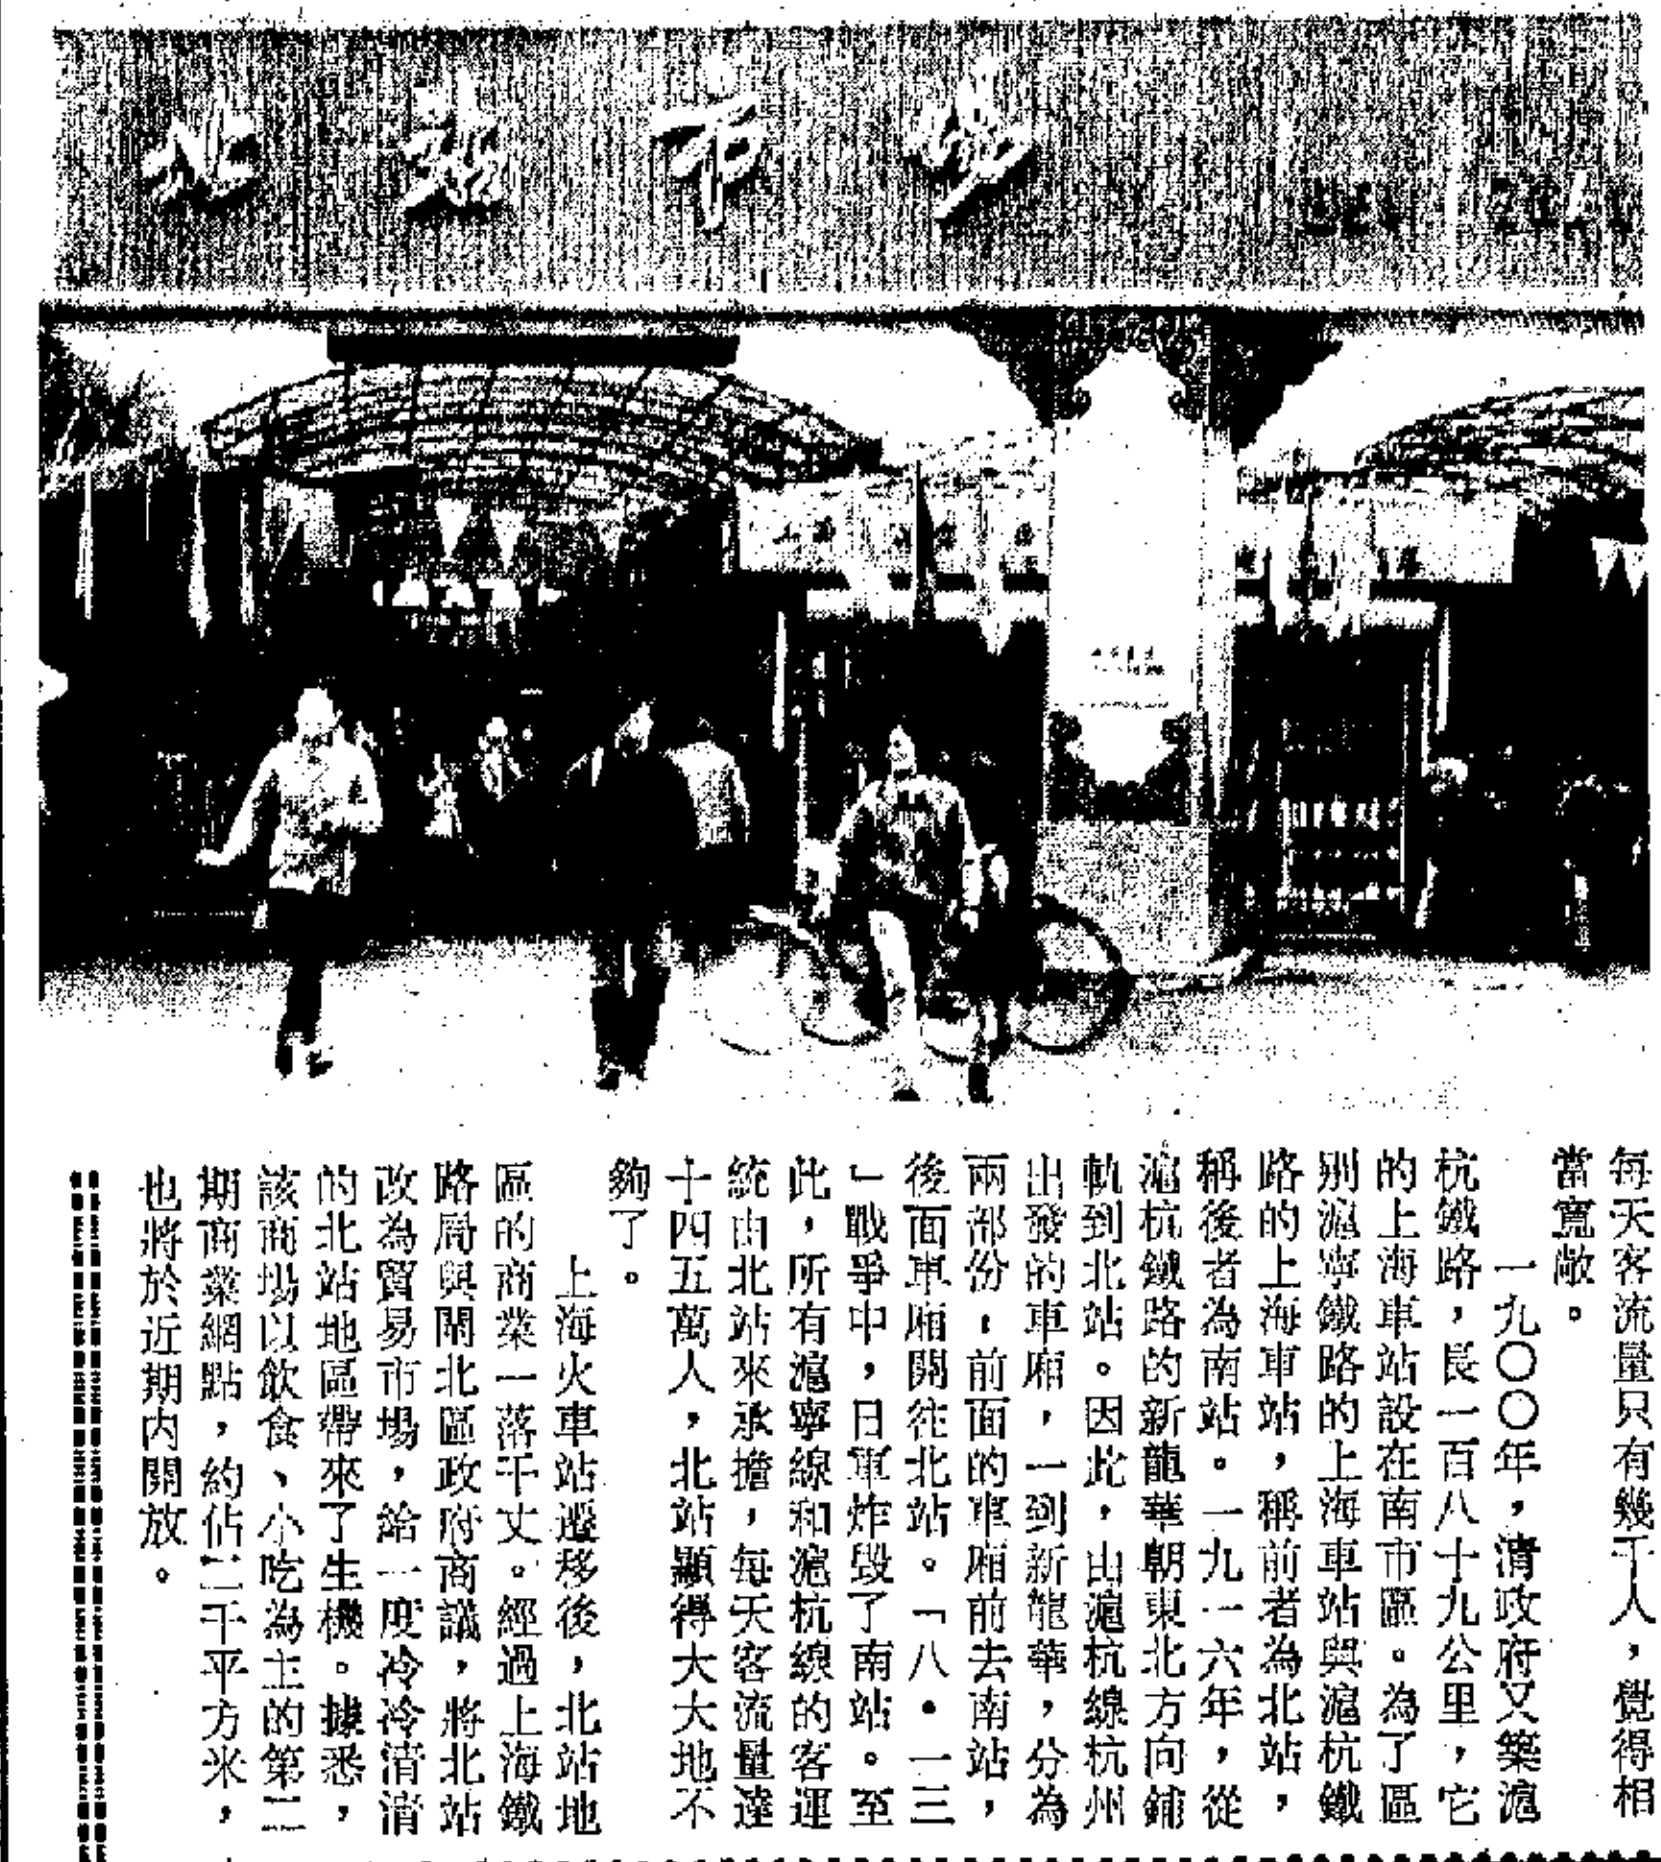 北站市場
每天客流量只有幾千人，覺得相
當寬敞。
一九〇〇年，清政府又築滬
杭鐵路，長一百八十九公里，它
的上海車站設在南市區。為了區
別滬寧鐵路的上海車站與滬杭鐵
路的上海車站，稱前者為北站，
稱後者為南站。一九一六年，從
滬杭鐵路的新龍華朝東北方向鋪
軌到北站。因此，由滬杭線杭州
出發的車廂，一到新龍華，分為
兩部份：前面的車廂前去南站，
後面車廂開往北站。「八·一三
」戰爭中，日軍炸毀了南站。至
此，所有滬寧線和滬杭線的客運
統由北站來承擔，每天客流量達
十四五萬人，北站顯得大大地不
夠了。
上海火車站遷移後，北站地
區的商業一落千丈。經過上海鐵
路局與閘北區政府商議，將北站
改為貿易市場，給一度冷冷清清
的北站地區帶來了生機。據悉，
該商場以飲食、小吃為主的第二
期商業網點，約佔二千平方米，
也將於近期內開放。